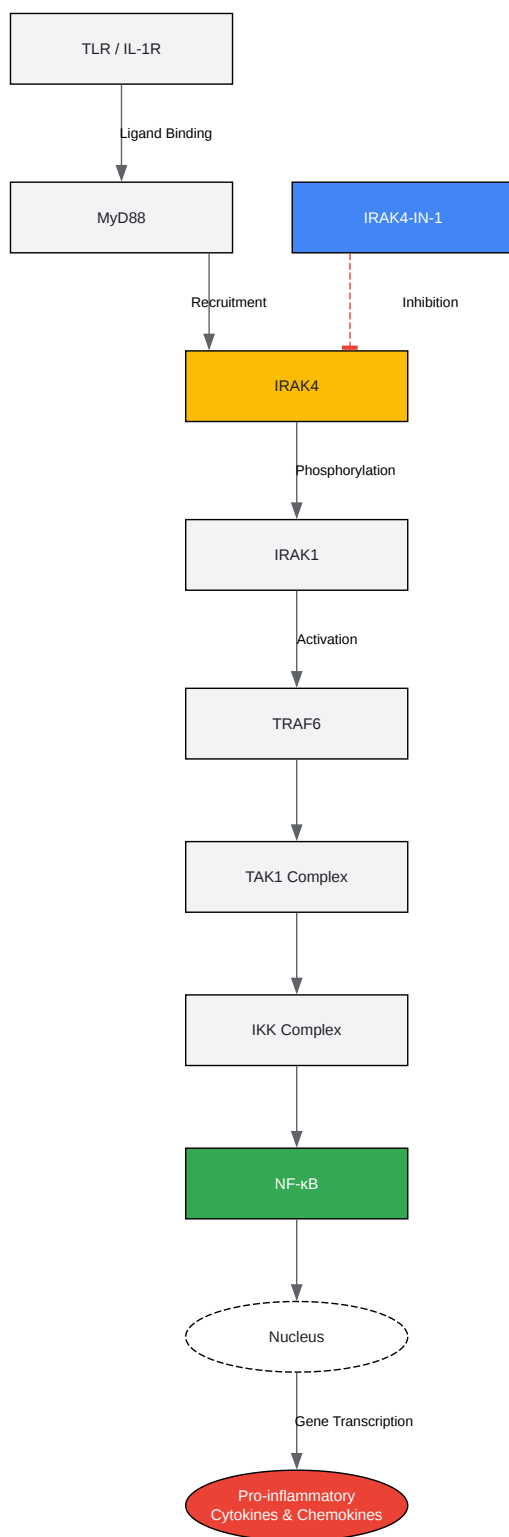 TLR / IL-1R
Ligand Binding
MyD88
IRAK4-IN-1
Recruitment
Inhibition
IRAK4
Phosphorylation
IRAK1
Activation
TRAF6
TAK1 Complex
IKK Complex
NF-κB
Nucleus
Gene Transcription
Pro-inflammatory
Cytokines & Chemokines